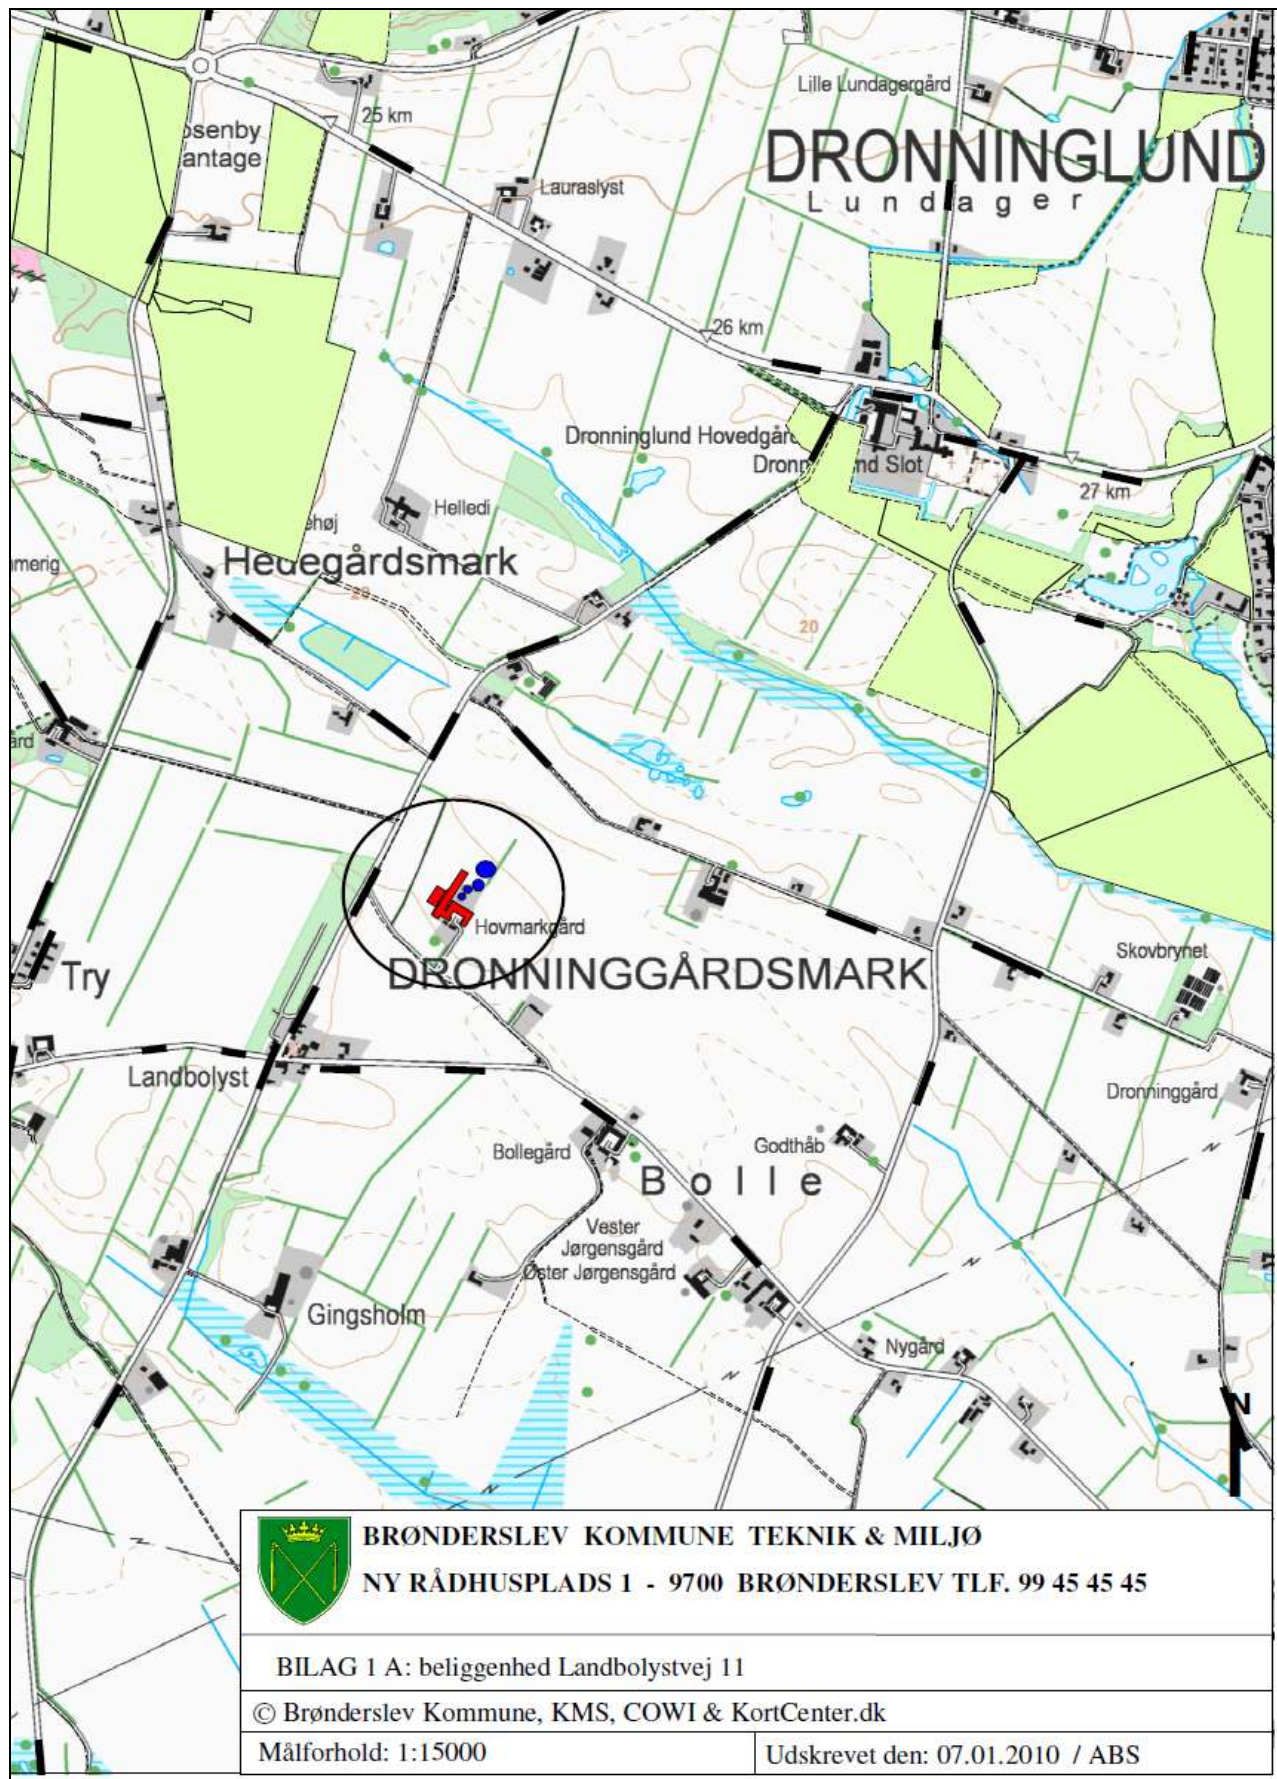 25 km
Lille Lundagergård
DRONNINGLUND
Lundager
Lauraslyst
26 km
Dronninglund Hovedgård
Slot
27 km
Helledi
Hedegårdsmark
20
20
Hovmarkgård
DRONNINGGÅRDSMARK
Try
Skovbrynet
Landbolyst
Dronninggård
Bollegård
Godthåb
Bolle
Vester
Jørgensgård
Øster Jørgensgård
Gingsholm
Nygård
N
BRØNDERSLEV KOMMUNE TEKNIK & MILJØ
NY RÅDHUSPLADS 1 - 9700 BRØNDERSLEV TLF. 99 45 45 45
BILAG 1 A: beliggenhed Landbolystvej 11
© Brønderslev Kommune, KMS, COWI & KortCenter.dk
Målforhold: 1:15000
Udskrevet den: 07.01.2010 / ABS